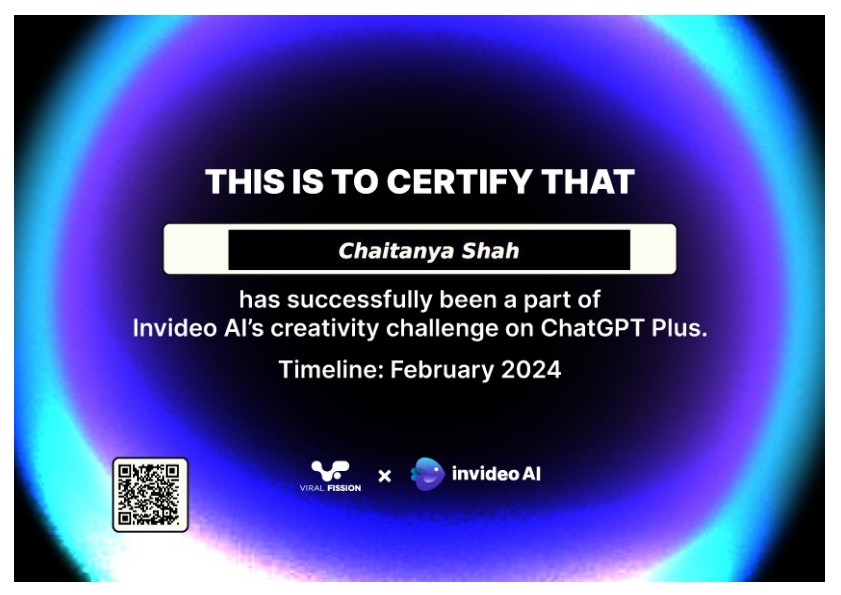 THIS IS TO CERTIFY THAT
Chaitanya Shah
has successfully been a part of
Invideo AI’s creativity challenge on ChatGPT Plus.
Timeline: February 2024
VIRAL FISSION × invideo AI